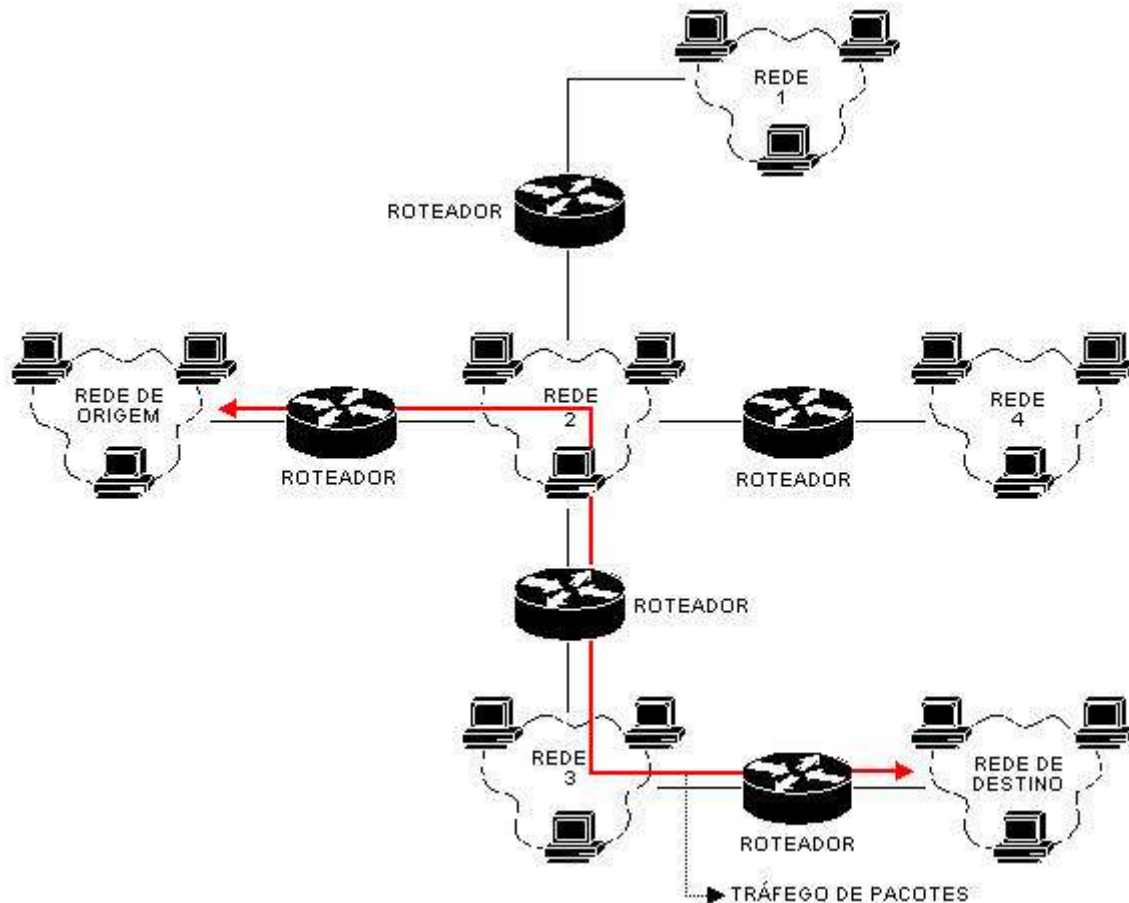 REDE
1
ROTEADOR
REDE DE
ORIGEM
ROTEADOR
REDE
2
ROTEADOR
REDE
4
ROTEADOR
REDE
3
ROTEADOR
REDE DE
DESTINO
TRÁFEGO DE PACOTES